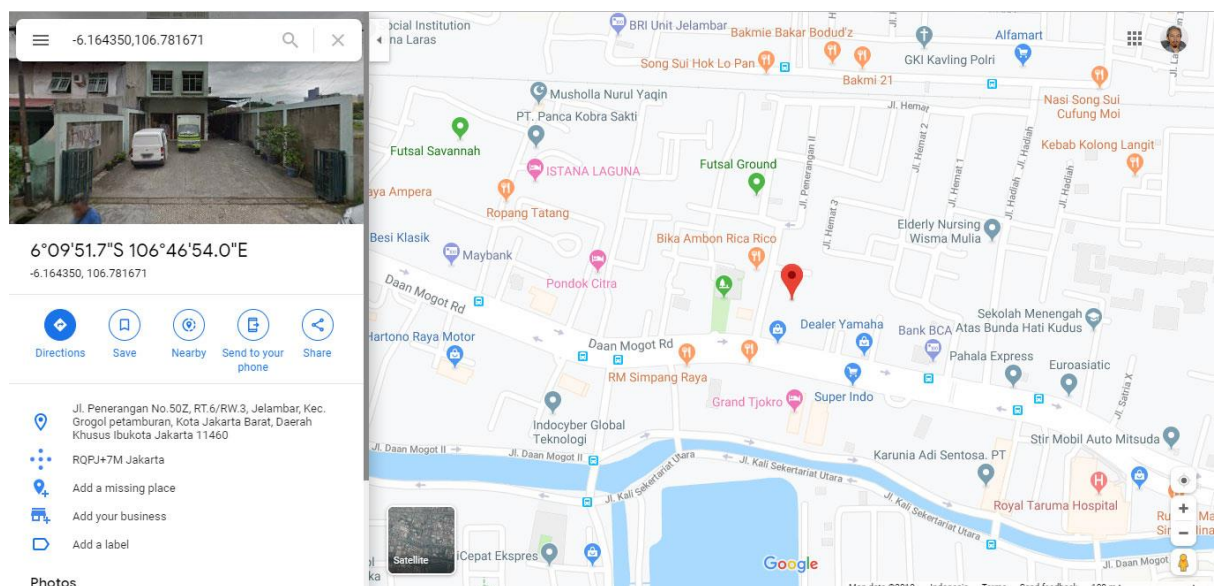 -6.164350,106.781671
6°09'51.7"S 106°46'54.0"E
-6.164350, 106.781671
Directions
Save
Nearby
Send to your
phone
Share
Jl. Penerangan No.50Z, RT.6/RW.3, Jelambar, Kec.
Grogol petamburan, Kota Jakarta Barat, Daerah
Khusus Ibukota Jakarta 11460
RQPJ+7M Jakarta
Add a missing place
Add your business
Add a label
Photos
Social Institution
na Laras
BRI Unit Jelambar
Bakmie Bakar Bodud'z
Alfamart
GKI Kavling Polri
Song Sui Hok Lo Pan
Bakmi 21
Nasi Song Sui
Cufung Moi
Musholla Nurul Yaqin
PT. Panca Kobra Sakti
Jl. Hemat
Jl. Hemat 2
Jl. Hemat 1
Jl. Hemat 3
Jl. Penerangan II
Jl. Hadiah
Jl. Hadiah
Jl. Hadiah
Kebab Kolong Langit
Futsal Savannah
ISTANA LAGUNA
Futsal Ground
aya Ampera
Ropang Tatang
Elderly Nursing
Wisma Mulia
Besi Klasik
Maybank
Bika Ambon Rica Rico
Pondok Citra
Daan Mogot Rd
Hartono Raya Motor
Daan Mogot Rd
Dealer Yamaha
Bank BCA
Sekolah Menengah
Atas Bunda Hati Kudus
Pahala Express
Euroasiatic
RM Simpang Raya
Grand Tjokro
Super Indo
Jl. Satria X
Indocyber Global
Teknologi
Stir Mobil Auto Mitsuda
Jl. Daan Mogot II
Jl. Daan Mogot II
Jl. Kali Sekertariat Utara
Jl. Kali Sekertariat Utara
Jl. Kali Sekertariat Utara
Karunia Adi Sentosa. PT
Royal Taruma Hospital
Satellite
iCepat Ekspres
Google
Jl. Daan Mogot